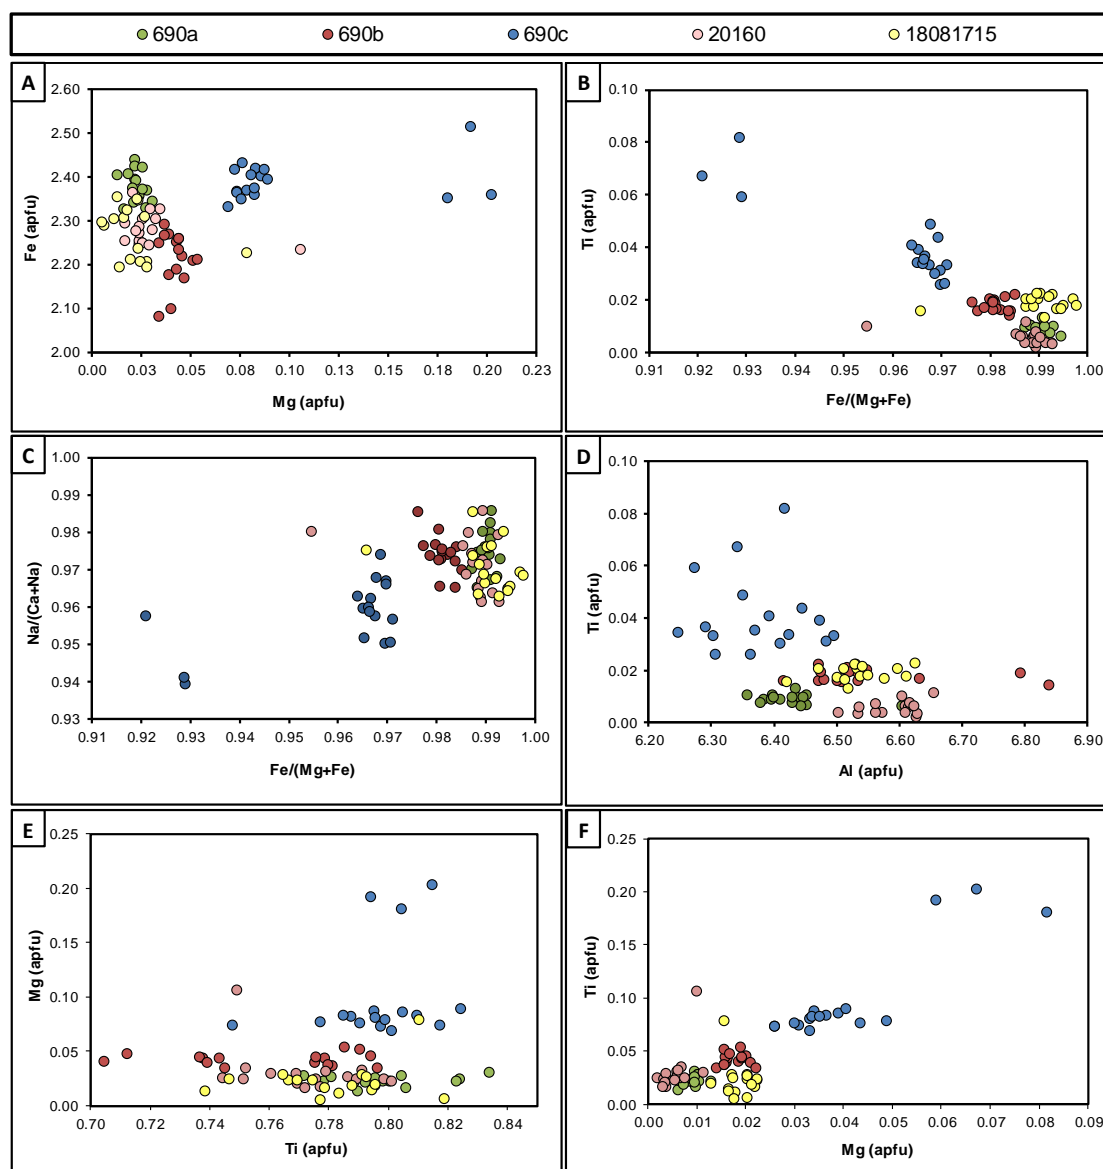 690a 690b 690c 20160 18081715
A
2.60
2.50
2.40
2.30
2.20
2.10
2.00
Fe (apfu)
0.00 0.03 0.05 0.08 0.10 0.13 0.15 0.18 0.20 0.23
Mg (apfu)
B
0.10
0.08
0.06
0.04
0.02
0.00
Ti (apfu)
0.91 0.92 0.93 0.94 0.95 0.96 0.97 0.98 0.99 1.00
Fe/(Mg+Fe)
C
1.00
0.99
0.98
0.97
0.96
0.95
0.94
0.93
Na/(Ca+Na)
0.91 0.92 0.93 0.94 0.95 0.96 0.97 0.98 0.99 1.00
Fe/(Mg+Fe)
D
0.10
0.08
0.06
0.04
0.02
0.00
Ti (apfu)
6.20 6.30 6.40 6.50 6.60 6.70 6.80 6.90
Al (apfu)
E
0.25
0.20
0.15
0.10
0.05
0.00
Mg (apfu)
0.70 0.72 0.74 0.76 0.78 0.80 0.82 0.84
Ti (apfu)
F
0.25
0.20
0.15
0.10
0.05
0.00
Ti (apfu)
0.00 0.01 0.02 0.03 0.04 0.05 0.06 0.07 0.08 0.09
Mg (apfu)